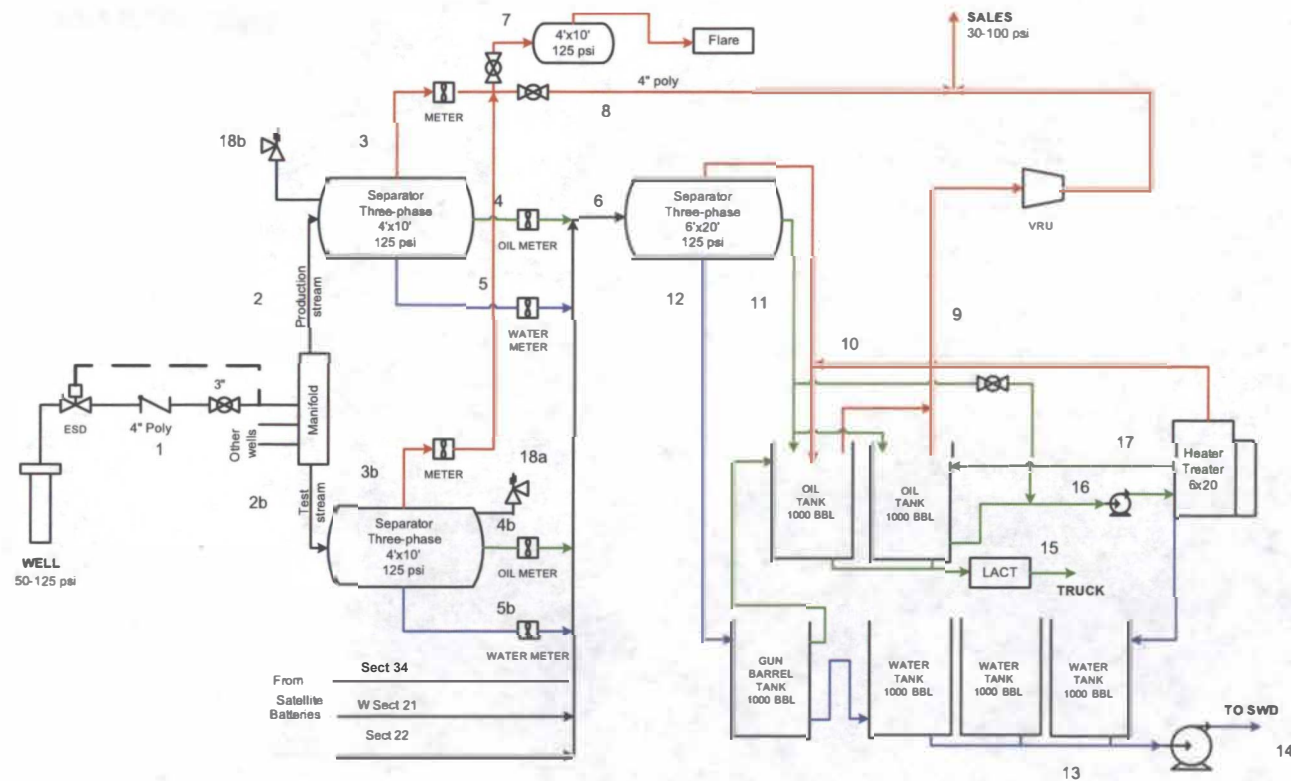 7
4'x10'
125 psi
Flare
SALES
30-100 psi
4" poly
METER
8
18b
3
Separator
Three-phase
4'x10'
125 psi
4
OIL METER
6
Separator
Three-phase
6'x20'
125 psi
VRU
2
Production
stream
5
WATER
METER
12
11
9
10
3"
ESD
4" Poly
1
Other
wells
Manifold
METER
3b
18a
2b
Test
stream
Separator
Three-phase
4'x10'
125 psi
4b
OIL METER
WELL
50-125 psi
5b
WATER METER
OIL
TANK
1000 BBL
OIL
TANK
1000 BBL
17
16
Heater
Treater
6x20
15
LACT
TRUCK
Sect 34
From
Satellite
Batteries
W Sect 21
Sect 22
GUN
BARREL
TANK
1000 BBL
WATER
TANK
1000 BBL
WATER
TANK
1000 BBL
WATER
TANK
1000 BBL
TO SWD
14
13